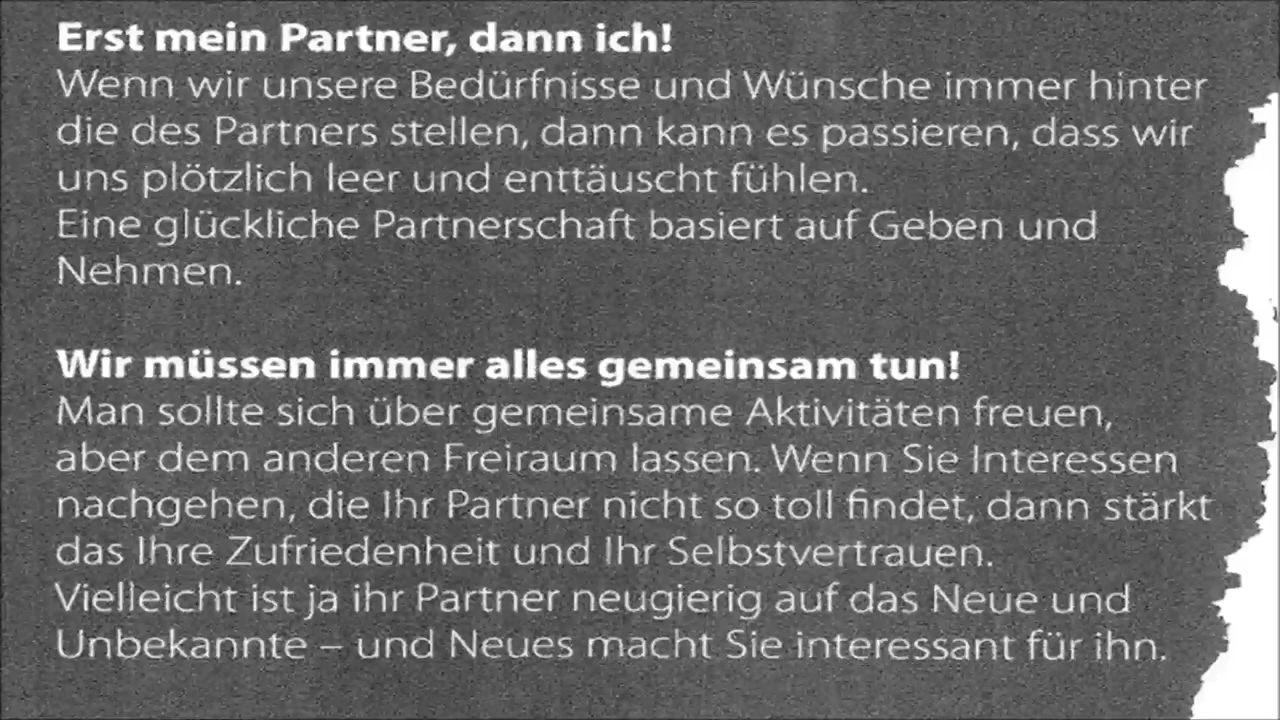 Erst mein Partner, dann ich!
Wenn wir unsere Bedürfnisse und Wünsche immer hinter
die des Partners stellen, dann kann es passieren, dass wir
uns plötzlich leer und enttäuscht fühlen.
Eine glückliche Partnerschaft basiert auf Geben und
Nehmen.
Wir müssen immer alles gemeinsam tun!
Man sollte sich über gemeinsame Aktivitäten freuen,
aber dem anderen Freiraum lassen. Wenn Sie Interessen
nachgehen, die Ihr Partner nicht so toll findet, dann stärkt
das Ihre Zufriedenheit und Ihr Selbstvertrauen.
Vielleicht ist ja ihr Partner neugierig auf das Neue und
Unbekannte – und Neues macht Sie interessant für ihn.